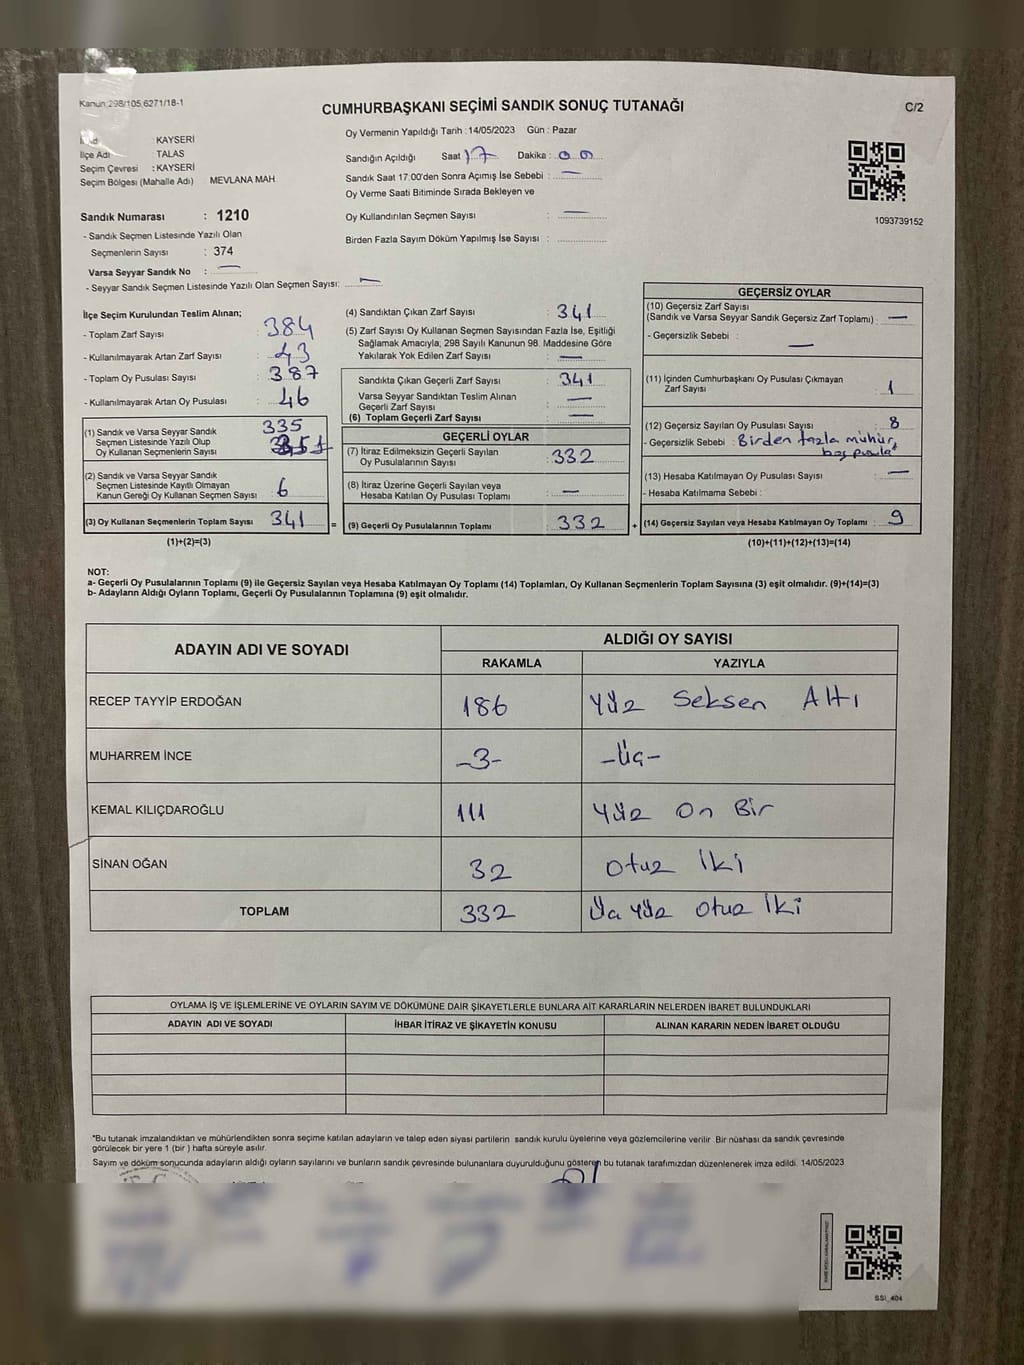 Kanun 298/105,6271/18-1
CUMHURBAŞKANI SEÇİMİ SANDIK SONUÇ TUTANAĞI
C/2
: KAYSERİ
İlçe Adı : TALAS
Seçim Çevresi : KAYSERİ
Seçim Bölgesi (Mahalle Adı) MEVLANA MAH.
Sandık Numarası : 1210
- Sandık Seçmen Listesinde Yazılı Olan
Seçmenlerin Sayısı : 374
Varsa Seyyar Sandık No : —
- Seyyar Sandık Seçmen Listesinde Yazılı Olan Seçmen Sayısı: —
Oy Vermenin Yapıldığı Tarih : 14/05/2023 Gün : Pazar
Sandığın Açıldığı Saat 17 Dakika : 00
Sandık Saat 17:00'den Sonra Açımış İse Sebebi : —
Oy Verme Saati Bitiminde Sırada Bekleyen ve
Oy Kullandırılan Seçmen Sayısı : —
Birden Fazla Sayım Döküm Yapılmış İse Sayısı :
1093739152
İlçe Seçim Kurulundan Teslim Alınan;
- Toplam Zarf Sayısı : 384
- Kullanılmayarak Artan Zarf Sayısı : 43
- Toplam Oy Pusulası Sayısı : 387
- Kullanılmayarak Artan Oy Pusulası : 46
(1) Sandık ve Varsa Seyyar Sandık
Seçmen Listesinde Yazılı Olup
Oy Kullanan Seçmenlerin Sayısı : 335
(2) Sandık ve Varsa Seyyar Sandık
Seçmen Listesinde Kayıtlı Olmayan
Kanun Gereği Oy Kullanan Seçmen Sayısı : 6
(3) Oy Kullanan Seçmenlerin Toplam Sayısı : 341 =
(1)+(2)=(3)
(4) Sandıktan Çıkan Zarf Sayısı : 341
(5) Zarf Sayısı Oy Kullanan Seçmen Sayısından Fazla İse, Eşitliği
Sağlamak Amacıyla, 298 Sayılı Kanunun 98. Maddesine Göre
Yakılarak Yok Edilen Zarf Sayısı : —
Sandıkta Çıkan Geçerli Zarf Sayısı : 341
Varsa Seyyar Sandıktan Teslim Alınan
Geçerli Zarf Sayısı : —
(6) Toplam Geçerli Zarf Sayısı : —
GEÇERLİ OYLAR
(7) İtiraz Edilmeksizin Geçerli Sayılan
Oy Pusulalarının Sayısı : 332
(8) İtiraz Üzerine Geçerli Sayılan veya
Hesaba Katılan Oy Pusulası Toplamı : —
(9) Geçerli Oy Pusulalarının Toplamı : 332 +
GEÇERSİZ OYLAR
(10) Geçersiz Zarf Sayısı
(Sandık ve Varsa Seyyar Sandık Geçersiz Zarf Toplamı) : —
- Geçersizlik Sebebi : —
(11) İçinden Cumhurbaşkanı Oy Pusulası Çıkmayan
Zarf Sayısı : 1
(12) Geçersiz Sayılan Oy Pusulası Sayısı : 8
- Geçersizlik Sebebi : Birden fazla mühür,
boş pusula
(13) Hesaba Katılmayan Oy Pusulası Sayısı : —
- Hesaba Katılmama Sebebi :
(14) Geçersiz Sayılan veya Hesaba Katılmayan Oy Toplamı : 9
(10)+(11)+(12)+(13)=(14)
NOT:
a- Geçerli Oy Pusulalarının Toplamı (9) ile Geçersiz Sayılan veya Hesaba Katılmayan Oy Toplamı (14) Toplamları, Oy Kullanan Seçmenlerin Toplam Sayısına (3) eşit olmalıdır. (9)+(14)=(3)
b- Adayların Aldığı Oyların Toplamı, Geçerli Oy Pusulalarının Toplamına (9) eşit olmalıdır.
ADAYIN ADI VE SOYADI
ALDIĞI OY SAYISI
RAKAMLA YAZIYLA
RECEP TAYYİP ERDOĞAN 186 Yüz Seksen Altı
MUHARREM İNCE -3- -Üç-
KEMAL KILIÇDAROĞLU 111 Yüz On Bir
SİNAN OĞAN 32 Otuz İki
TOPLAM 332 Üç Yüz Otuz İki
OYLAMA İŞ VE İŞLEMLERİNE VE OYLARIN SAYIM VE DÖKÜMÜNE DAİR ŞİKAYETLERLE BUNLARA AİT KARARLARIN NELERDEN İBARET BULUNDUKLARI
ADAYIN ADI VE SOYADI İHBAR İTİRAZ VE ŞİKAYETİN KONUSU ALINAN KARARIN NEDEN İBARET OLDUĞU
"Bu tutanak imzalandıktan ve mühürlendikten sonra seçime katılan adayların ve talep eden siyasi partilerin sandık kurulu üyelerine veya gözlemcilerine verilir. Bir nüshası da sandık çevresinde
görülecek bir yere 1 (bir ) hafta süreyle asılır.
Sayım ve döküm sonucunda adayların aldığı oyların sayılarını ve bunların sandık çevresinde bulunanlara duyurulduğunu gösteren bu tutanak tarafımızdan düzenlenerek imza edildi. 14/05/2023
SSI_404